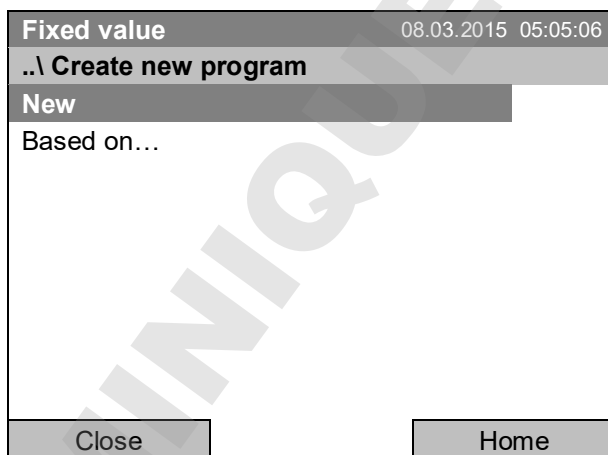 Fixed value 08.03.2015 05:05:06
..\ Create new program
New
Based on…
Close Home